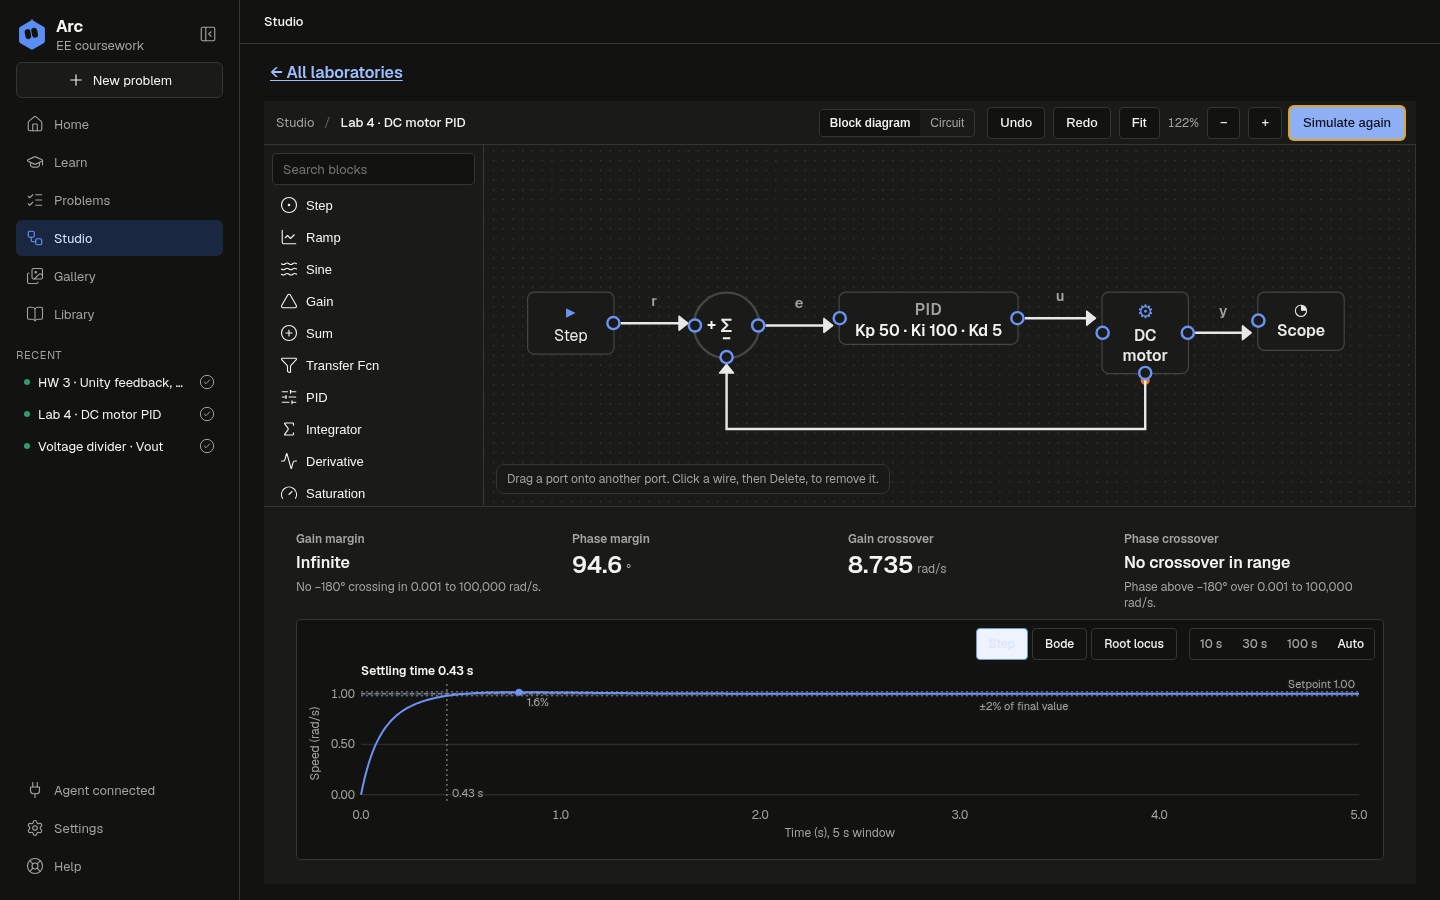 Arc
EE coursework
New problem
Home
Learn
Problems
Studio
Gallery
Library
RECENT
HW 3 · Unity feedback, ...
Lab 4 · DC motor PID
Voltage divider · Vout
Agent connected
Settings
Help
Studio
← All laboratories
Studio / Lab 4 · DC motor PID
Block diagram Circuit Undo Redo Fit 122% − + Simulate again
Search blocks
Step
Ramp
Sine
Gain
Sum
Transfer Fcn
PID
Integrator
Derivative
Saturation
Step
r
+ Σ
−
e
PID
Kp 50 · Ki 100 · Kd 5
u
DC
motor
y
Scope
Drag a port onto another port. Click a wire, then Delete, to remove it.
Gain margin
Infinite
No −180° crossing in 0.001 to 100,000 rad/s.
Phase margin
94.6 °
Gain crossover
8.735 rad/s
Phase crossover
No crossover in range
Phase above −180° over 0.001 to 100,000
rad/s.
Step Bode Root locus 10 s 30 s 100 s Auto
Settling time 0.43 s
Setpoint 1.00
1.00
1.6%
±2% of final value
Speed (rad/s)
0.50
0.00
0.43 s
0.0 1.0 2.0 3.0 4.0 5.0
Time (s), 5 s window